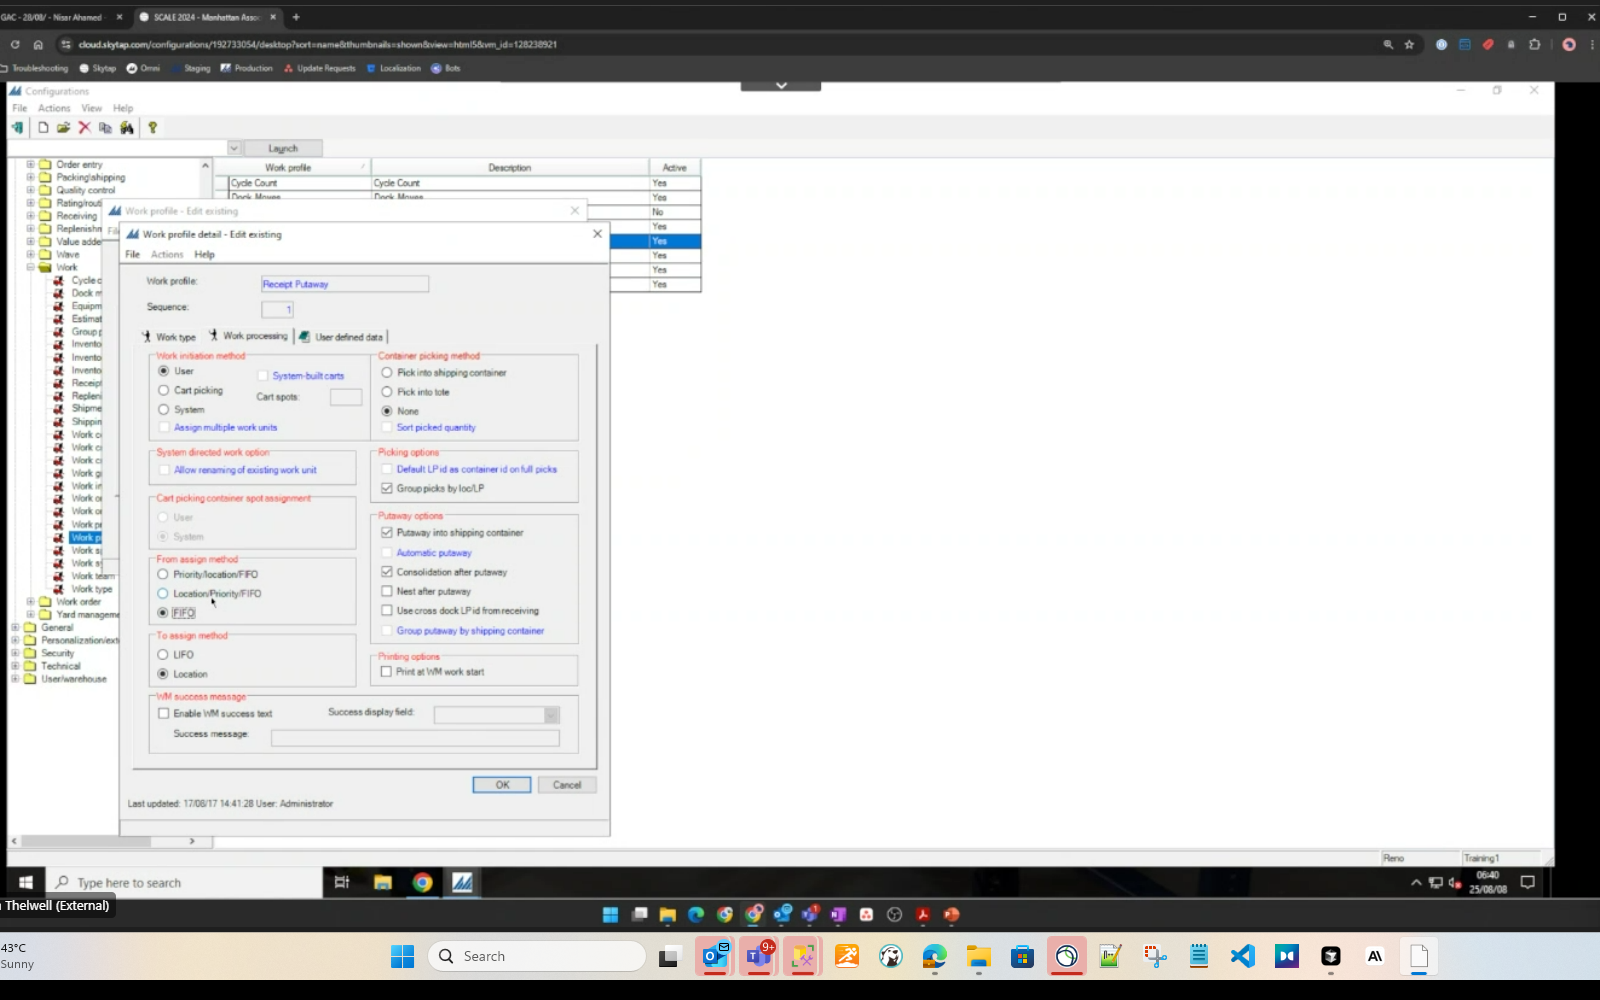 GAC - 28/08/ - Nisar Ahamed
SCALE 2024 - Manhattan Assoc
cloud.skytap.com/configurations/192733054/desktop?sort=name&thumbnails=shown&view=html5&vm_id=128238921
Troubleshooting Skytap Omni Staging Production Update Requests Localization Bots
Configurations
File Actions View Help
Launch
Order entry
Packing\shipping
Quality control
Rating/routi
Receiving
Replenishm
Value adde
Wave
Work
Cycle c
Dock m
Equipm
Estimat
Group p
Invento
Invento
Invento
Receipt
Repleni
Shipme
Shippin
Work c
Work c
Work c
Work g
Work in
Work o
Work o
Work pr
Work p
Work s
Work sy
Work team
Work type
Work order
Yard manageme
General
Personalization/ext
Security
Technical
User/warehouse
Work profile Description Active
Cycle Count Cycle Count Yes
Dock Moves Dock Moves Yes
No
Yes
Yes
Yes
Yes
Yes
Work profile - Edit existing
Work profile detail - Edit existing
File Actions Help
Work profile: Receipt Putaway
Sequence: 1
Work type Work processing User defined data
Work initiation method
User
System-built carts
Cart picking
Cart spots:
System
Assign multiple work units
Container picking method
Pick into shipping container
Pick into tote
None
Sort picked quantity
System directed work option
Allow renaming of existing work unit
Picking options
Default LP id as container id on full picks
Group picks by loc/LP
Cart picking container spot assignment
User
System
Putaway options
Putaway into shipping container
Automatic putaway
Consolidation after putaway
Nest after putaway
Use cross dock LP id from receiving
Group putaway by shipping container
From assign method
Priority/location/FIFO
Location/Priority/FIFO
FIFO
To assign method
LIFO
Location
Printing options
Print at WM work start
WM success message
Enable WM success text
Success display field:
Success message:
OK Cancel
Last updated: 17/08/17 14:41:28 User: Administrator
Reno Training1
Type here to search
06:40
25/08/08
Thelwell (External)
43°C
Sunny
Search
9+